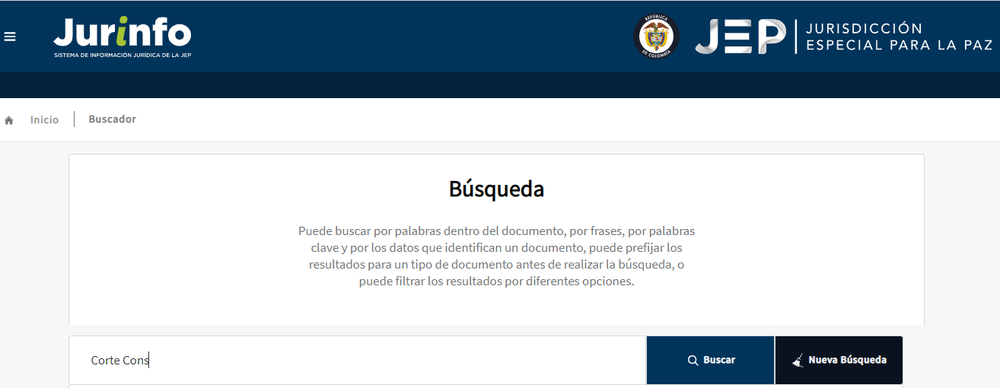 Jurinfo
SISTEMA DE INFORMACIÓN JURÍDICA DE LA JEP
REPÚBLICA
DE COLOMBIA
JEP
JURISDICCIÓN
ESPECIAL PARA LA PAZ
Inicio
Buscador
Búsqueda
Puede buscar por palabras dentro del documento, por frases, por palabras
clave y por los datos que identifican un documento, puede prefijar los
resultados para un tipo de documento antes de realizar la búsqueda, o
puede filtrar los resultados por diferentes opciones.
Corte Cons
Buscar
Nueva Búsqueda